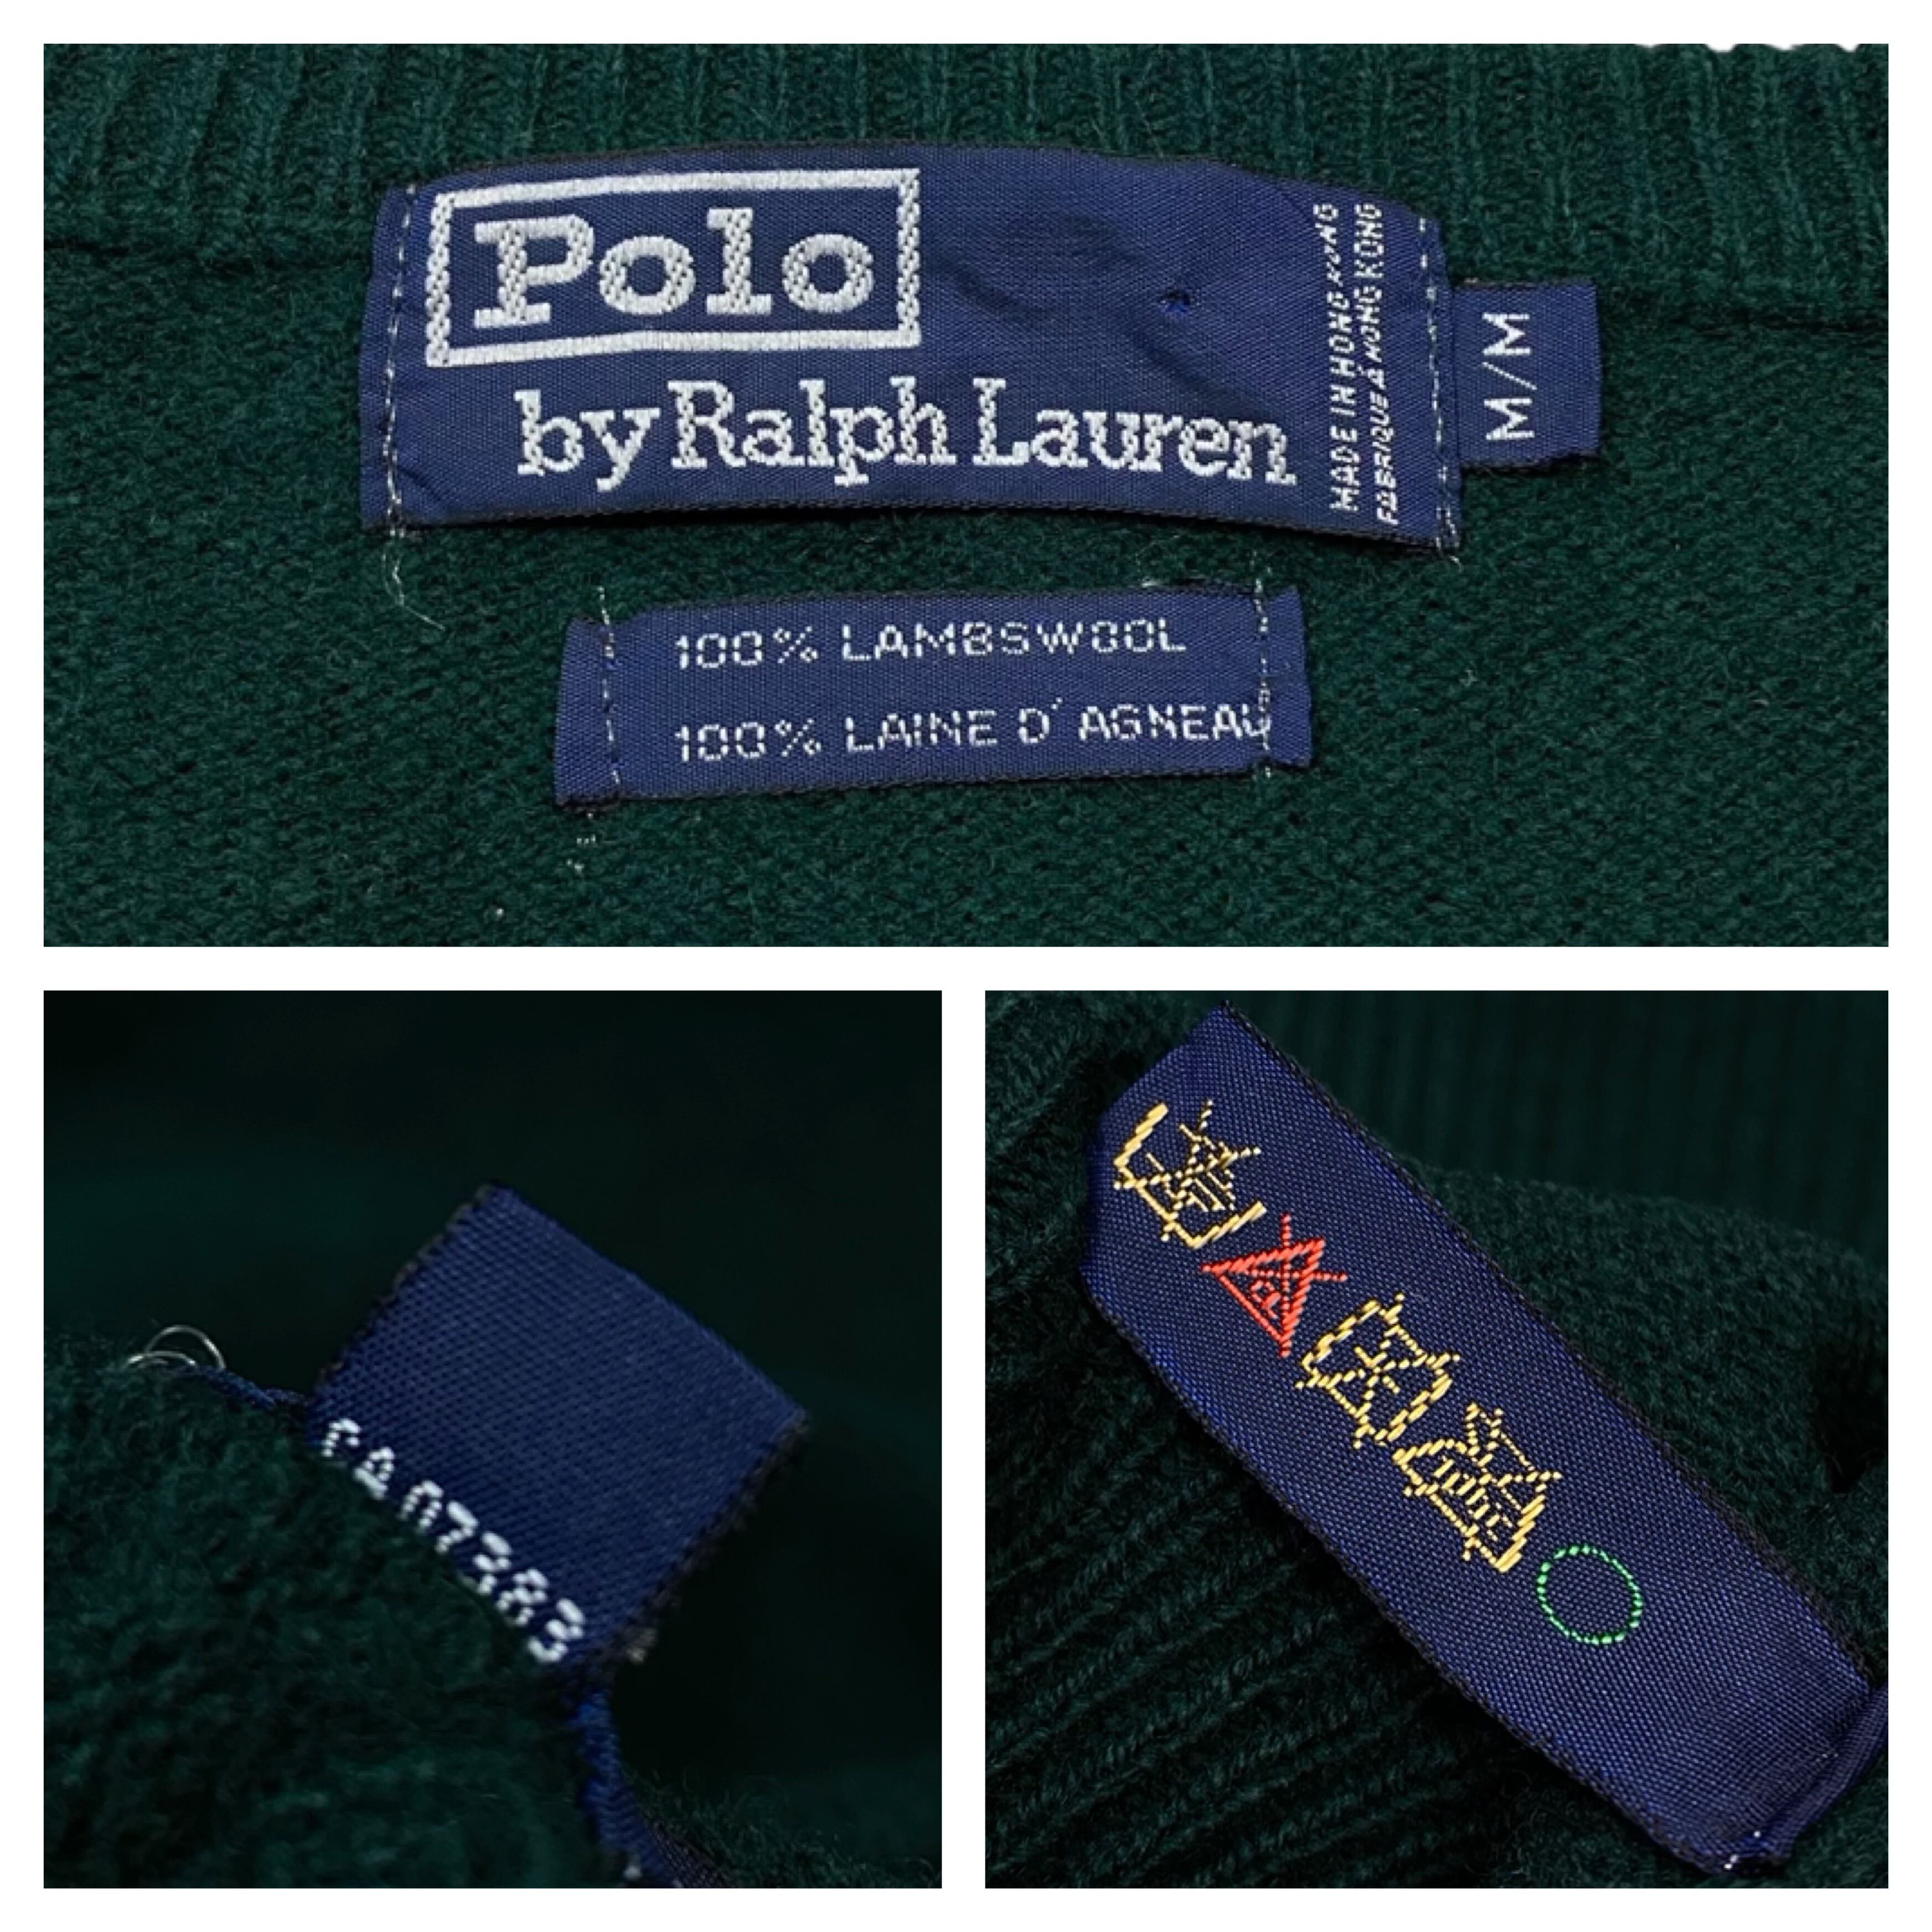 Polo
by Ralph Lauren
MADE IN HONG KONG
FABRIQUÉ À HONG KONG
M/M
100% LAMBSWOOL
100% LAINE D'AGNEAU
CA 07383